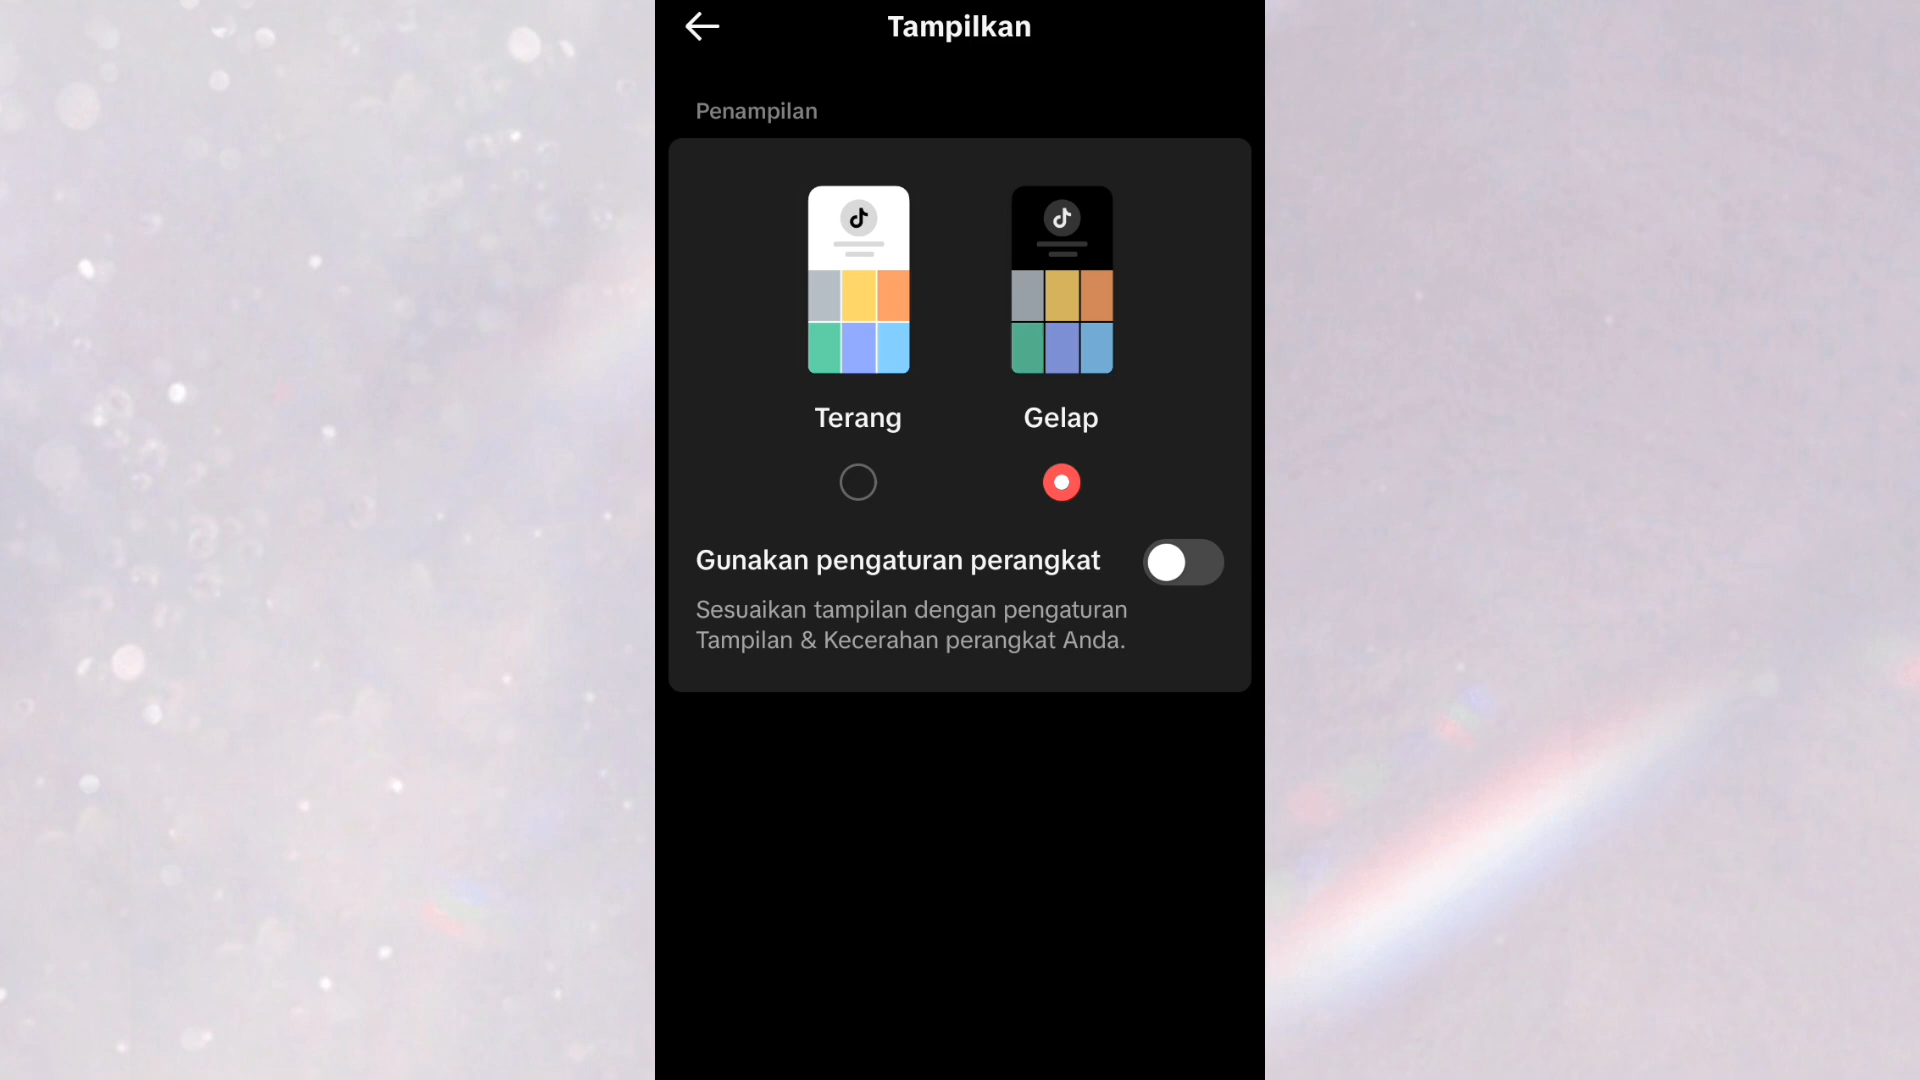 Tampilkan
Penampilan
Terang
Gelap
Gunakan pengaturan perangkat
Sesuaikan tampilan dengan pengaturan
Tampilan & Kecerahan perangkat Anda.